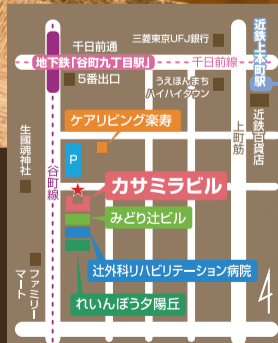 千日前通
三菱東京UFJ銀行
近鉄上本町駅
地下鉄「谷町九丁目駅」
千日前線
5番出口
うえほんまち
ハイハイタウン
近鉄百貨店
ケアリビング楽寿
上町筋
P
生國魂神社
谷町線
カサミラビル
みどり辻ビル
辻外科リハビリテーション病院
ファミリー
マート
れいんぼう夕陽丘